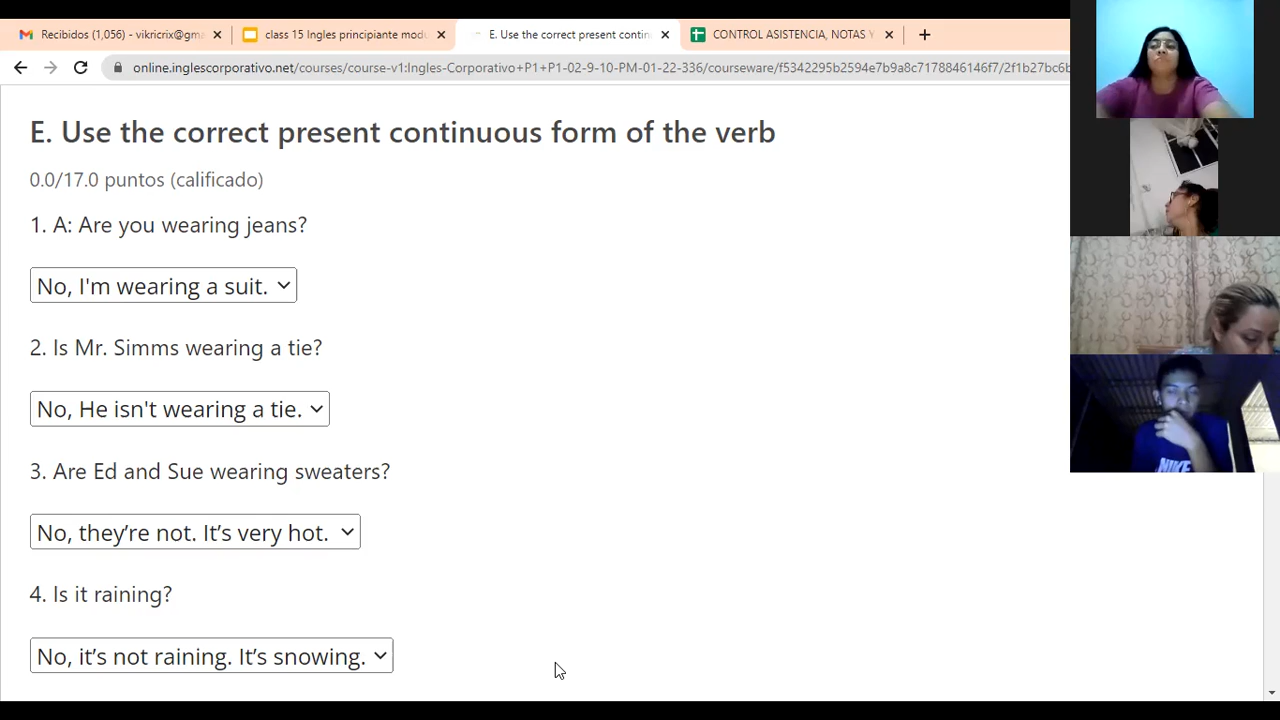 Recibidos (1,056) - vikricrix@gma
class 15 Ingles principiante modu
E. Use the correct present contin
CONTROL ASISTENCIA, NOTAS Y
online.inglescorporativo.net/courses/course-v1:Ingles-Corporativo+P1+P1-02-9-10-PM-01-22-336/courseware/f5342295b2594e7b9a8c7178846146f7/2f1b27bc6b
E. Use the correct present continuous form of the verb
0.0/17.0 puntos (calificado)
1. A: Are you wearing jeans?
No, I'm wearing a suit.
2. Is Mr. Simms wearing a tie?
No, He isn't wearing a tie.
3. Are Ed and Sue wearing sweaters?
No, they’re not. It’s very hot.
4. Is it raining?
No, it’s not raining. It’s snowing.
NIKE